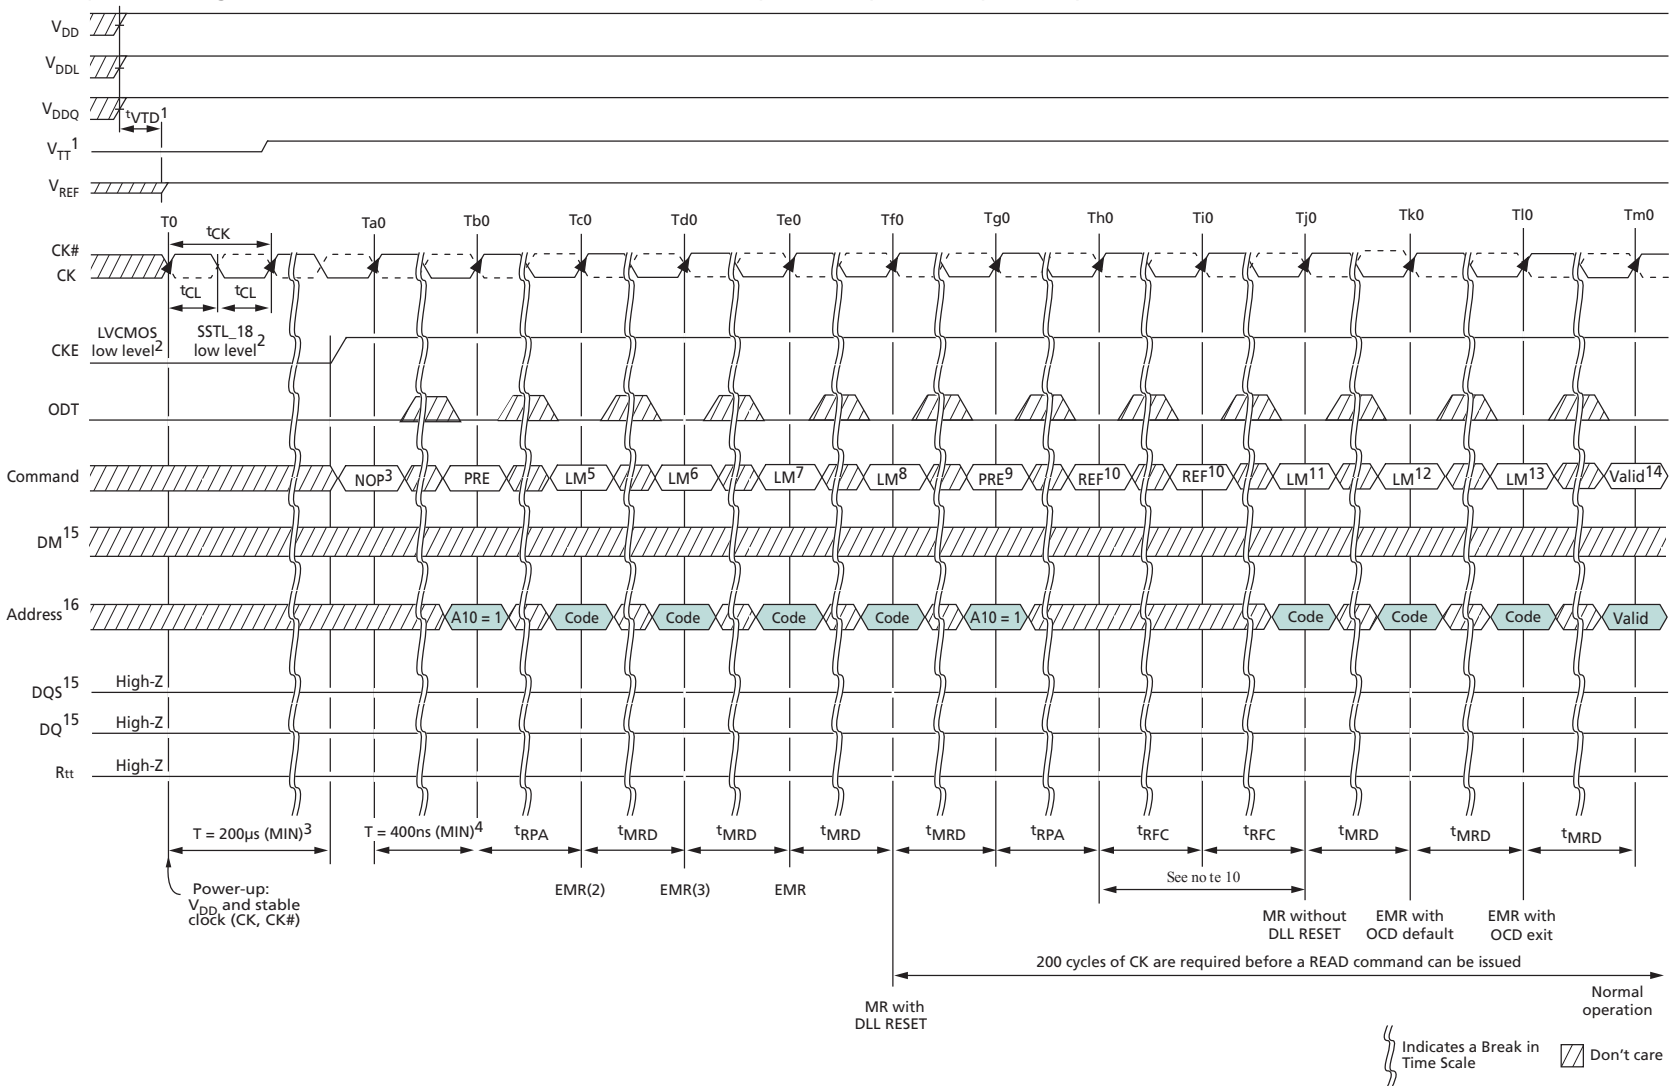 VDD
VDDL
VDDQ
tVTD1
VTT1
VREF
T0 Ta0 Tb0 Tc0 Td0 Te0 Tf0 Tg0 Th0 Ti0 Tj0 Tk0 Tl0 Tm0
tCK
CK#
CK
tCL tCL
LVCMOS
low level2
SSTL_18
low level2
CKE
ODT
Command NOP3 PRE LM5 LM6 LM7 LM8 PRE9 REF10 REF10 LM11 LM12 LM13 Valid14
DM15
Address16 A10 = 1 Code Code Code Code A10 = 1 Code Code Code Valid
DQS15 High-Z
DQ15 High-Z
Rtt High-Z
T = 200µs (MIN)3 T = 400ns (MIN)4 tRPA tMRD tMRD tMRD tMRD tRPA tRFC tRFC tMRD tMRD tMRD
See no te 10
Power-up:
VDD and stable
clock (CK, CK#)
EMR(2) EMR(3) EMR
MR without
DLL RESET
EMR with
OCD default
EMR with
OCD exit
200 cycles of CK are required before a READ command can be issued
MR with
DLL RESET
Normal
operation
Indicates a Break in
Time Scale
Don't care